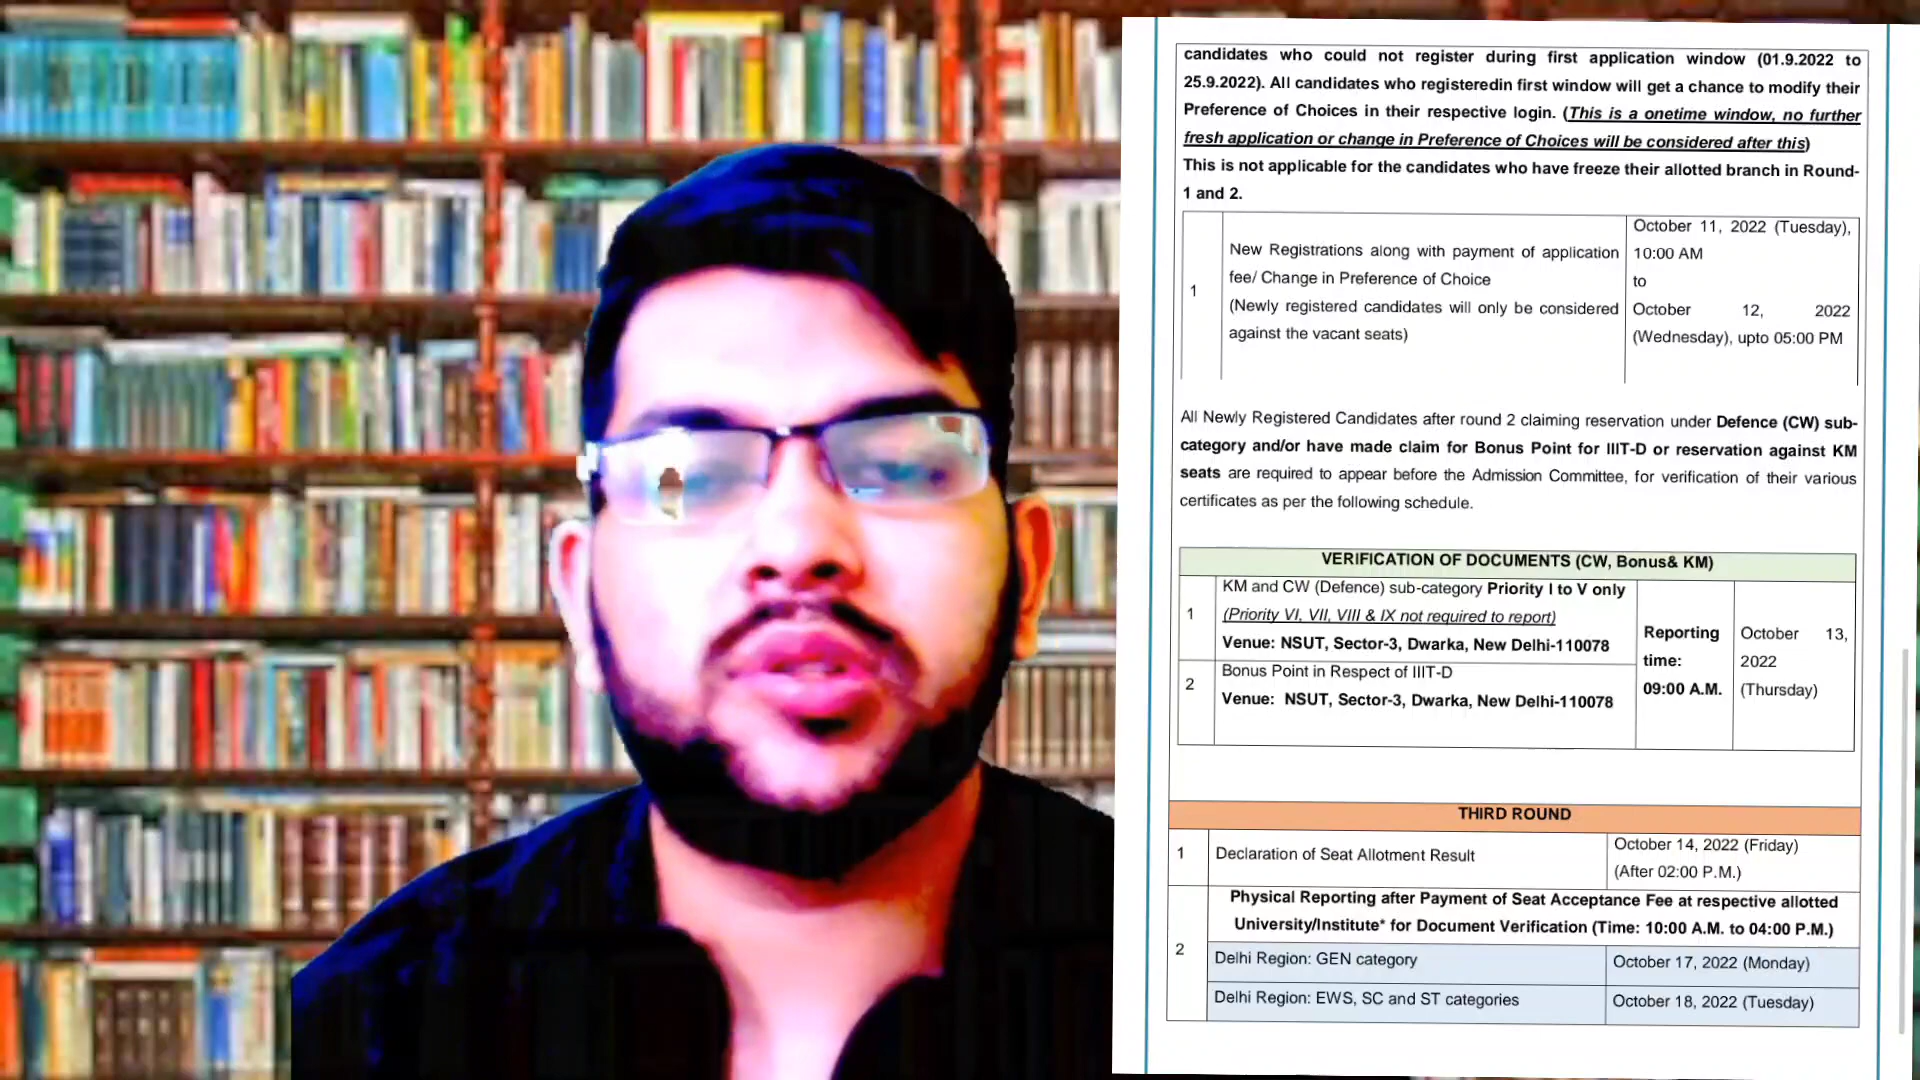 candidates who could not register during first application window (01.9.2022 to
25.9.2022). All candidates who registeredin first window will get a chance to modify their
Preference of Choices in their respective login. (This is a onetime window, no further
fresh application or change in Preference of Choices will be considered after this)
This is not applicable for the candidates who have freeze their allotted branch in Round-
1 and 2.
1
New Registrations along with payment of application
fee/ Change in Preference of Choice
(Newly registered candidates will only be considered
against the vacant seats)
October 11, 2022 (Tuesday),
10:00 AM
to
October 12, 2022
(Wednesday), upto 05:00 PM
All Newly Registered Candidates after round 2 claiming reservation under Defence (CW) sub-
category and/or have made claim for Bonus Point for IIIT-D or reservation against KM
seats are required to appear before the Admission Committee, for verification of their various
certificates as per the following schedule.
VERIFICATION OF DOCUMENTS (CW, Bonus& KM)
1
KM and CW (Defence) sub-category Priority I to V only
(Priority VI, VII, VIII & IX not required to report)
Venue: NSUT, Sector-3, Dwarka, New Delhi-110078
2
Bonus Point in Respect of IIIT-D
Venue: NSUT, Sector-3, Dwarka, New Delhi-110078
Reporting
time:
09:00 A.M.
October 13,
2022
(Thursday)
THIRD ROUND
1
Declaration of Seat Allotment Result
October 14, 2022 (Friday)
(After 02:00 P.M.)
2
Physical Reporting after Payment of Seat Acceptance Fee at respective allotted
University/Institute* for Document Verification (Time: 10:00 A.M. to 04:00 P.M.)
Delhi Region: GEN category
October 17, 2022 (Monday)
Delhi Region: EWS, SC and ST categories
October 18, 2022 (Tuesday)